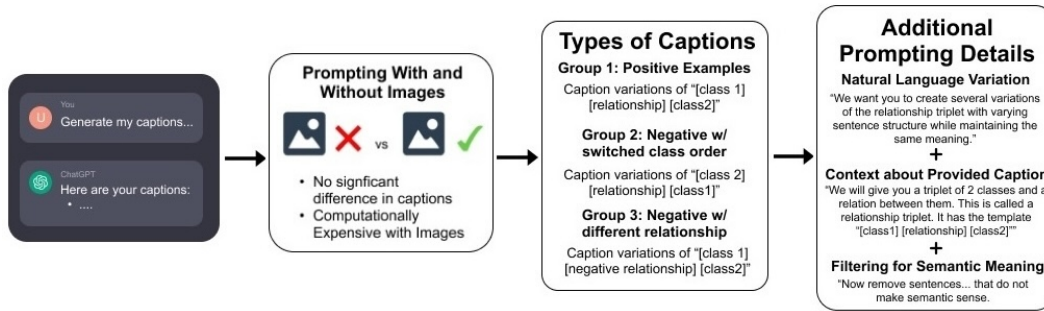 You
U
Generate my captions...
ChatGPT
Here are your captions:
• ....
Prompting With and
Without Images
vs
• No signficant
difference in captions
• Computationally
Expensive with Images
Types of Captions
Group 1: Positive Examples
Caption variations of “[class 1]
[relationship] [class2]”
Group 2: Negative w/
switched class order
Caption variations of “[class 2]
[relationship] [class1]”
Group 3: Negative w/
different relationship
Caption variations of “[class 1]
[negative relationship] [class2]”
Additional
Prompting Details
Natural Language Variation
“We want you to create several variations
of the relationship triplet with varying
sentence structure while maintaining the
same meaning.”
+
Context about Provided Caption
“We will give you a triplet of 2 classes and a
relation between them. This is called a
relationship triplet. It has the template
“[class1] [relationship] [class2]””
+
Filtering for Semantic Meaning
“Now remove sentences... that do not
make semantic sense.